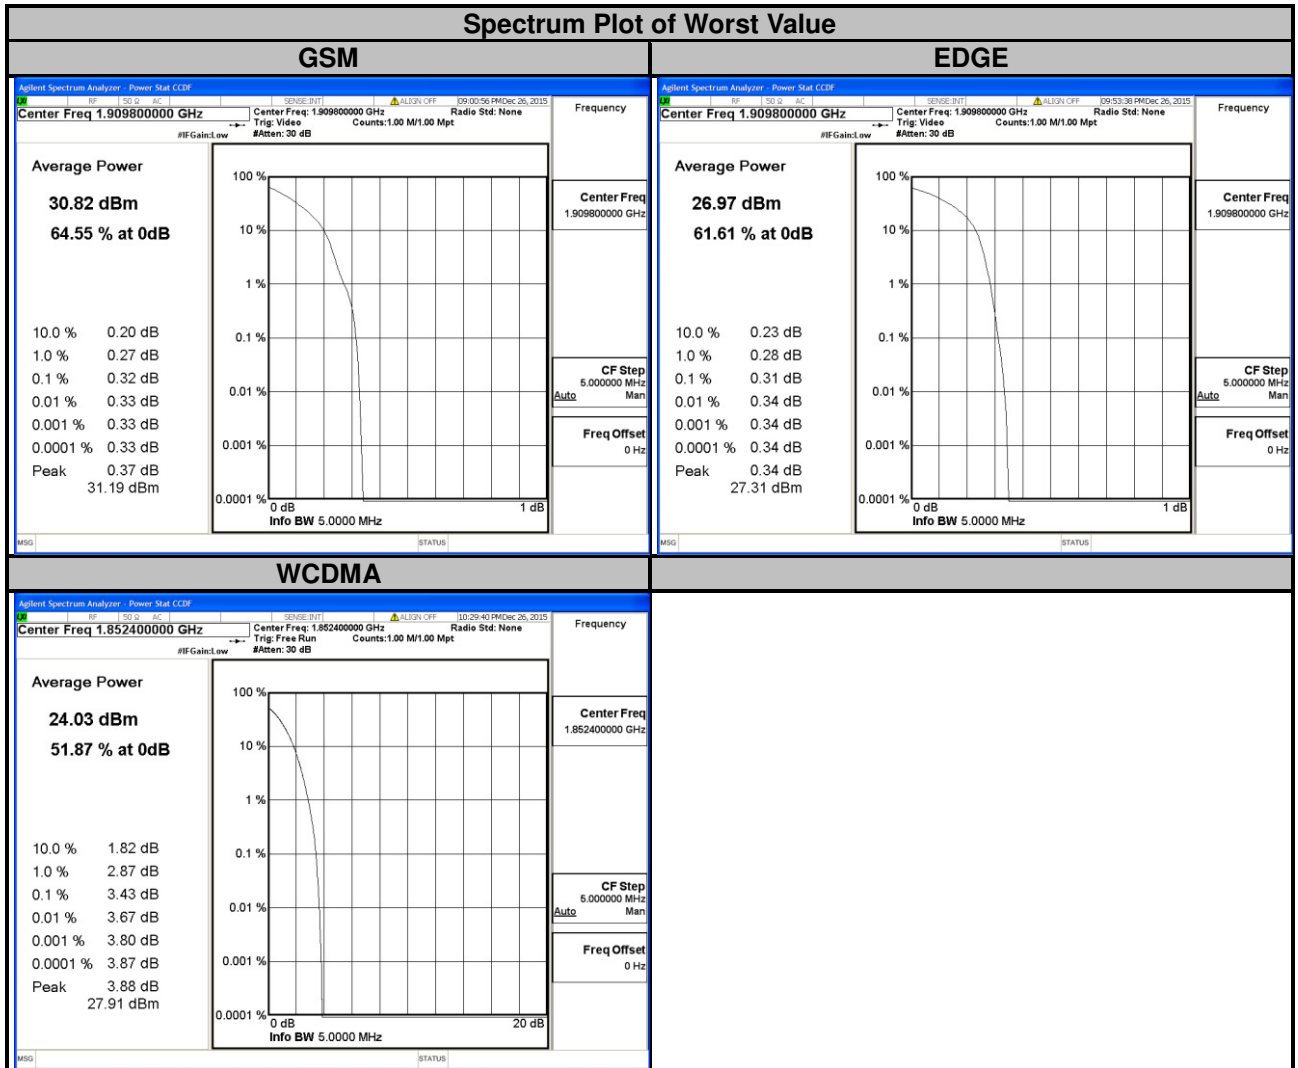 Spectrum Plot of Worst Value
GSM
EDGE
Agilent Spectrum Analyzer - Power Stat CCDF
RF 50 Ω AC SENSE:INT ALIGN OFF 09:00:56 PM Dec 26, 2015
Center Freq 1.909800000 GHz
Center Freq: 1.909800000 GHz Radio Std: None
Trig: Video Counts:1.00 M/1.00 Mpt
#IFGain:Low #Atten: 30 dB
Frequency
Average Power
30.82 dBm
64.55 % at 0dB
10.0 % 0.20 dB
1.0 % 0.27 dB
0.1 % 0.32 dB
0.01 % 0.33 dB
0.001 % 0.33 dB
0.0001 % 0.33 dB
Peak 0.37 dB
31.19 dBm
100 %
10 %
1 %
0.1 %
0.01 %
0.001 %
0.0001 %
0 dB 1 dB
Info BW 5.0000 MHz
Center Freq
1.909800000 GHz
CF Step
5.000000 MHz
Auto Man
Freq Offset
0 Hz
MSG STATUS
Agilent Spectrum Analyzer - Power Stat CCDF
RF 50 Ω AC SENSE:INT ALIGN OFF 09:53:38 PM Dec 26, 2015
Center Freq 1.909800000 GHz
Center Freq: 1.909800000 GHz Radio Std: None
Trig: Video Counts:1.00 M/1.00 Mpt
#IFGain:Low #Atten: 30 dB
Frequency
Average Power
26.97 dBm
61.61 % at 0dB
10.0 % 0.23 dB
1.0 % 0.28 dB
0.1 % 0.31 dB
0.01 % 0.34 dB
0.001 % 0.34 dB
0.0001 % 0.34 dB
Peak 0.34 dB
27.31 dBm
100 %
10 %
1 %
0.1 %
0.01 %
0.001 %
0.0001 %
0 dB 1 dB
Info BW 5.0000 MHz
Center Freq
1.909800000 GHz
CF Step
5.000000 MHz
Auto Man
Freq Offset
0 Hz
MSG STATUS
WCDMA
Agilent Spectrum Analyzer - Power Stat CCDF
RF 50 Ω AC SENSE:INT ALIGN OFF 10:29:40 PM Dec 26, 2015
Center Freq 1.852400000 GHz
Center Freq: 1.852400000 GHz Radio Std: None
Trig: Free Run Counts:1.00 M/1.00 Mpt
#IFGain:Low #Atten: 30 dB
Frequency
Average Power
24.03 dBm
51.87 % at 0dB
10.0 % 1.82 dB
1.0 % 2.87 dB
0.1 % 3.43 dB
0.01 % 3.67 dB
0.001 % 3.80 dB
0.0001 % 3.87 dB
Peak 3.88 dB
27.91 dBm
100 %
10 %
1 %
0.1 %
0.01 %
0.001 %
0.0001 %
0 dB 20 dB
Info BW 5.0000 MHz
Center Freq
1.852400000 GHz
CF Step
5.000000 MHz
Auto Man
Freq Offset
0 Hz
MSG STATUS